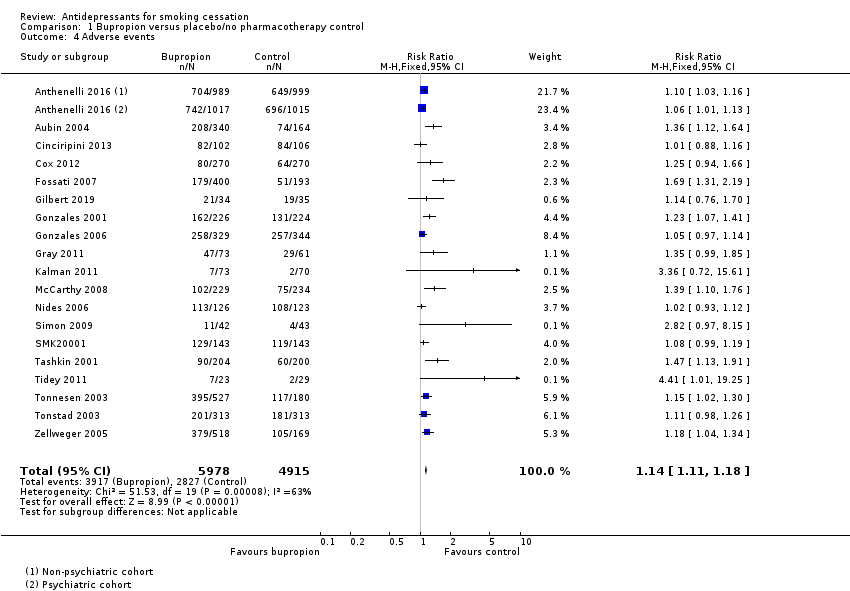 Review: Antidepressants for smoking cessation
Comparison: 1 Bupropion versus placebo/no pharmacotherapy control
Outcome: 4 Adverse events
Study or subgroup Bupropion Control Risk Ratio Weight Risk Ratio
n/N n/N M-H,Fixed,95% CI M-H,Fixed,95% CI
Anthenelli 2016 (1) 704/989 649/999 21.7 % 1.10 [ 1.03, 1.16 ]
Anthenelli 2016 (2) 742/1017 696/1015 23.4 % 1.06 [ 1.01, 1.13 ]
Aubin 2004 208/340 74/164 3.4 % 1.36 [ 1.12, 1.64 ]
Cinciripini 2013 82/102 84/106 2.8 % 1.01 [ 0.88, 1.16 ]
Cox 2012 80/270 64/270 2.2 % 1.25 [ 0.94, 1.66 ]
Fossati 2007 179/400 51/193 2.3 % 1.69 [ 1.31, 2.19 ]
Gilbert 2019 21/34 19/35 0.6 % 1.14 [ 0.76, 1.70 ]
Gonzales 2001 162/226 131/224 4.4 % 1.23 [ 1.07, 1.41 ]
Gonzales 2006 258/329 257/344 8.4 % 1.05 [ 0.97, 1.14 ]
Gray 2011 47/73 29/61 1.1 % 1.35 [ 0.99, 1.85 ]
Kalman 2011 7/73 2/70 0.1 % 3.36 [ 0.72, 15.61 ]
McCarthy 2008 102/229 75/234 2.5 % 1.39 [ 1.10, 1.76 ]
Nides 2006 113/126 108/123 3.7 % 1.02 [ 0.93, 1.12 ]
Simon 2009 11/42 4/43 0.1 % 2.82 [ 0.97, 8.15 ]
SMK20001 129/143 119/143 4.0 % 1.08 [ 0.99, 1.19 ]
Tashkin 2001 90/204 60/200 2.0 % 1.47 [ 1.13, 1.91 ]
Tidey 2011 7/23 2/29 0.1 % 4.41 [ 1.01, 19.25 ]
Tonnesen 2003 395/527 117/180 5.9 % 1.15 [ 1.02, 1.30 ]
Tonstad 2003 201/313 181/313 6.1 % 1.11 [ 0.98, 1.26 ]
Zellweger 2005 379/518 105/169 5.3 % 1.18 [ 1.04, 1.34 ]
Total (95% CI) 5978 4915 100.0 % 1.14 [ 1.11, 1.18 ]
Total events: 3917 (Bupropion), 2827 (Control)
Heterogeneity: Chi² = 51.53, df = 19 (P = 0.00008); I² =63%
Test for overall effect: Z = 8.99 (P < 0.00001)
Test for subgroup differences: Not applicable
0.1 0.2 0.5 1 2 5 10
Favours bupropion Favours control
(1) Non-psychiatric cohort
(2) Psychiatric cohort